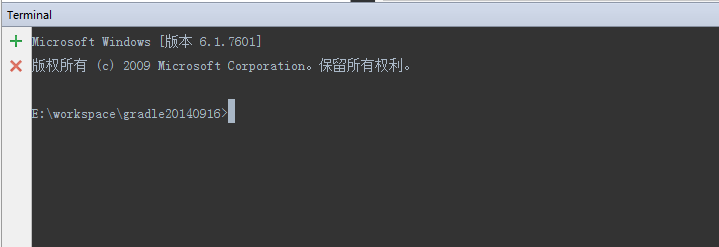 Terminal
Microsoft Windows [版本 6.1.7601]
版权所有 (c) 2009 Microsoft Corporation。保留所有权利。
E:\workspace\gradle20140916>